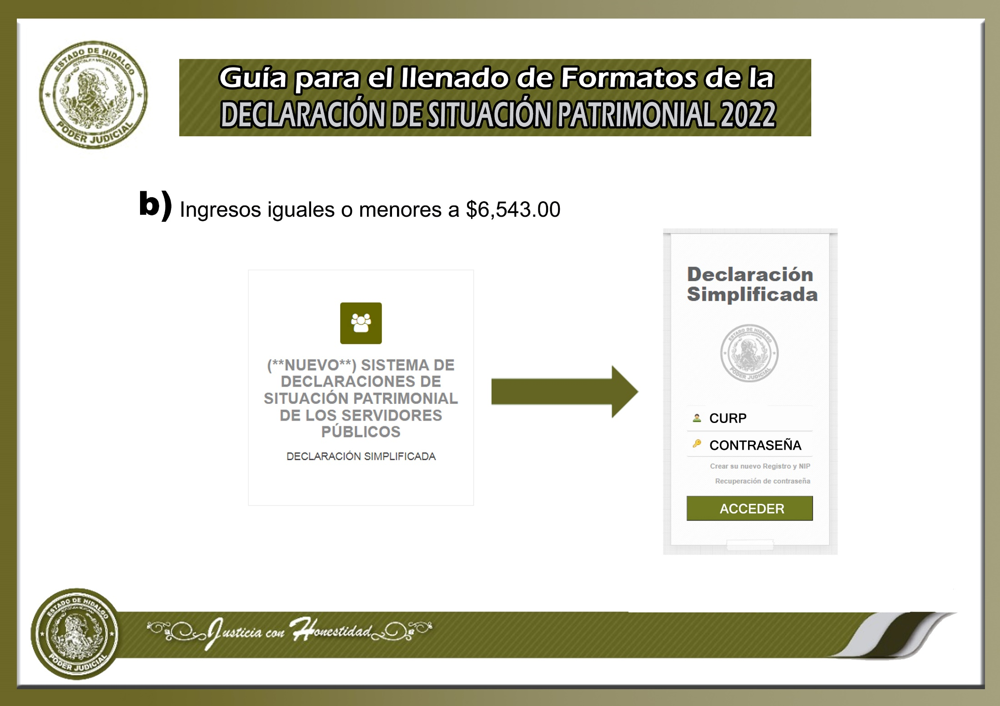 ESTADO DE HIDALGO
PODER JUDICIAL
Guía para el llenado de Formatos de la
DECLARACIÓN DE SITUACIÓN PATRIMONIAL 2022
b) Ingresos iguales o menores a $6,543.00
(**NUEVO**) SISTEMA DE
DECLARACIONES DE
SITUACIÓN PATRIMONIAL
DE LOS SERVIDORES
PÚBLICOS
DECLARACIÓN SIMPLIFICADA
Declaración
Simplificada
ESTADO DE HIDALGO
PODER JUDICIAL
CURP
CONTRASEÑA
Crear su nuevo Registro y NIP
Recuperación de contraseña
ACCEDER
ESTADO DE HIDALGO
PODER JUDICIAL
Justicia con Honestidad